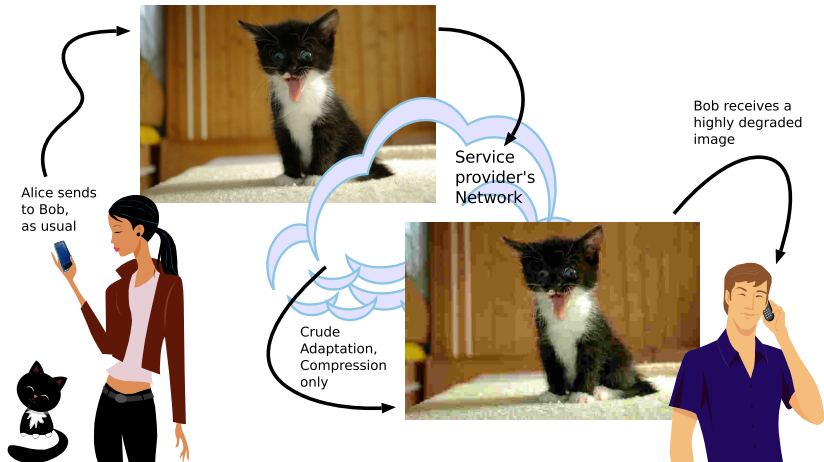 Alice sends
to Bob,
as usual
Service
provider's
Network
Crude
Adaptation,
Compression
only
Bob receives a
highly degraded
image